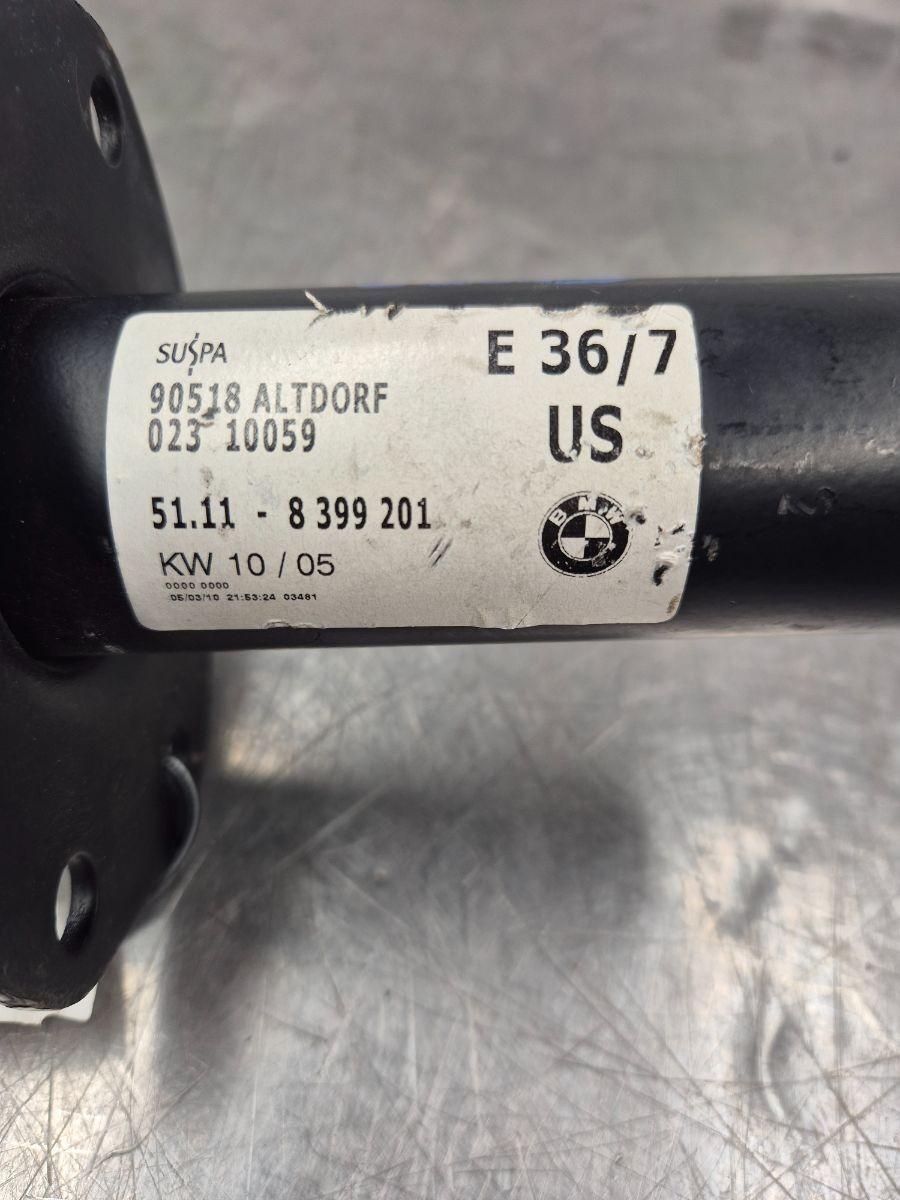 SUSPA
90518 ALTDORF
023 10059
E 36/7
US
51.11 - 8 399 201
BMW
KW 10 / 05
0000 0000
05/03/10 21:53:24 03481